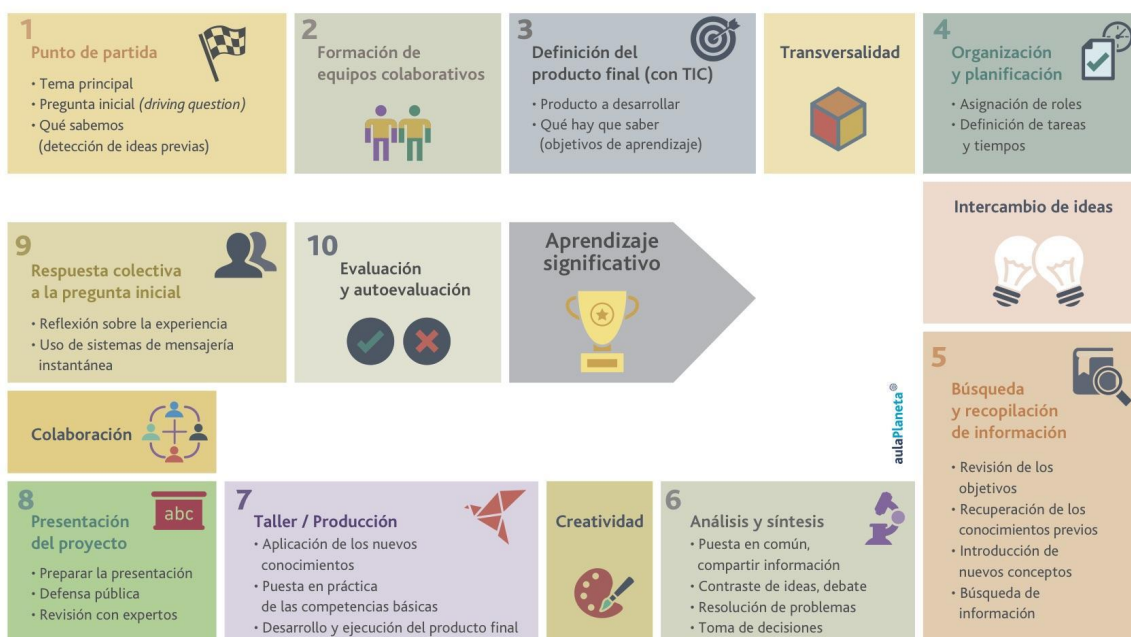 1
Punto de partida
• Tema principal
• Pregunta inicial (driving question)
• Qué sabemos
(detección de ideas previas)
2
Formación de
equipos colaborativos
3
Definición del
producto final (con TIC)
• Producto a desarrollar
• Qué hay que saber
(objetivos de aprendizaje)
Transversalidad
4
Organización
y planificación
• Asignación de roles
• Definición de tareas
y tiempos
Intercambio de ideas
5
Búsqueda
y recopilación
de información
• Revisión de los
objetivos
• Recuperación de los
conocimientos previos
• Introducción de
nuevos conceptos
• Búsqueda de
información
6
Análisis y síntesis
• Puesta en común,
compartir información
• Contraste de ideas, debate
• Resolución de problemas
• Toma de decisiones
Creatividad
7
Taller / Producción
• Aplicación de los nuevos
conocimientos
• Puesta en práctica
de las competencias básicas
• Desarrollo y ejecución del producto final
8
Presentación
del proyecto
abc
• Preparar la presentación
• Defensa pública
• Revisión con expertos
Colaboración
9
Respuesta colectiva
a la pregunta inicial
• Reflexión sobre la experiencia
• Uso de sistemas de mensajería
instantánea
10
Evaluación
y autoevaluación
Aprendizaje
significativo
aulaPlaneta